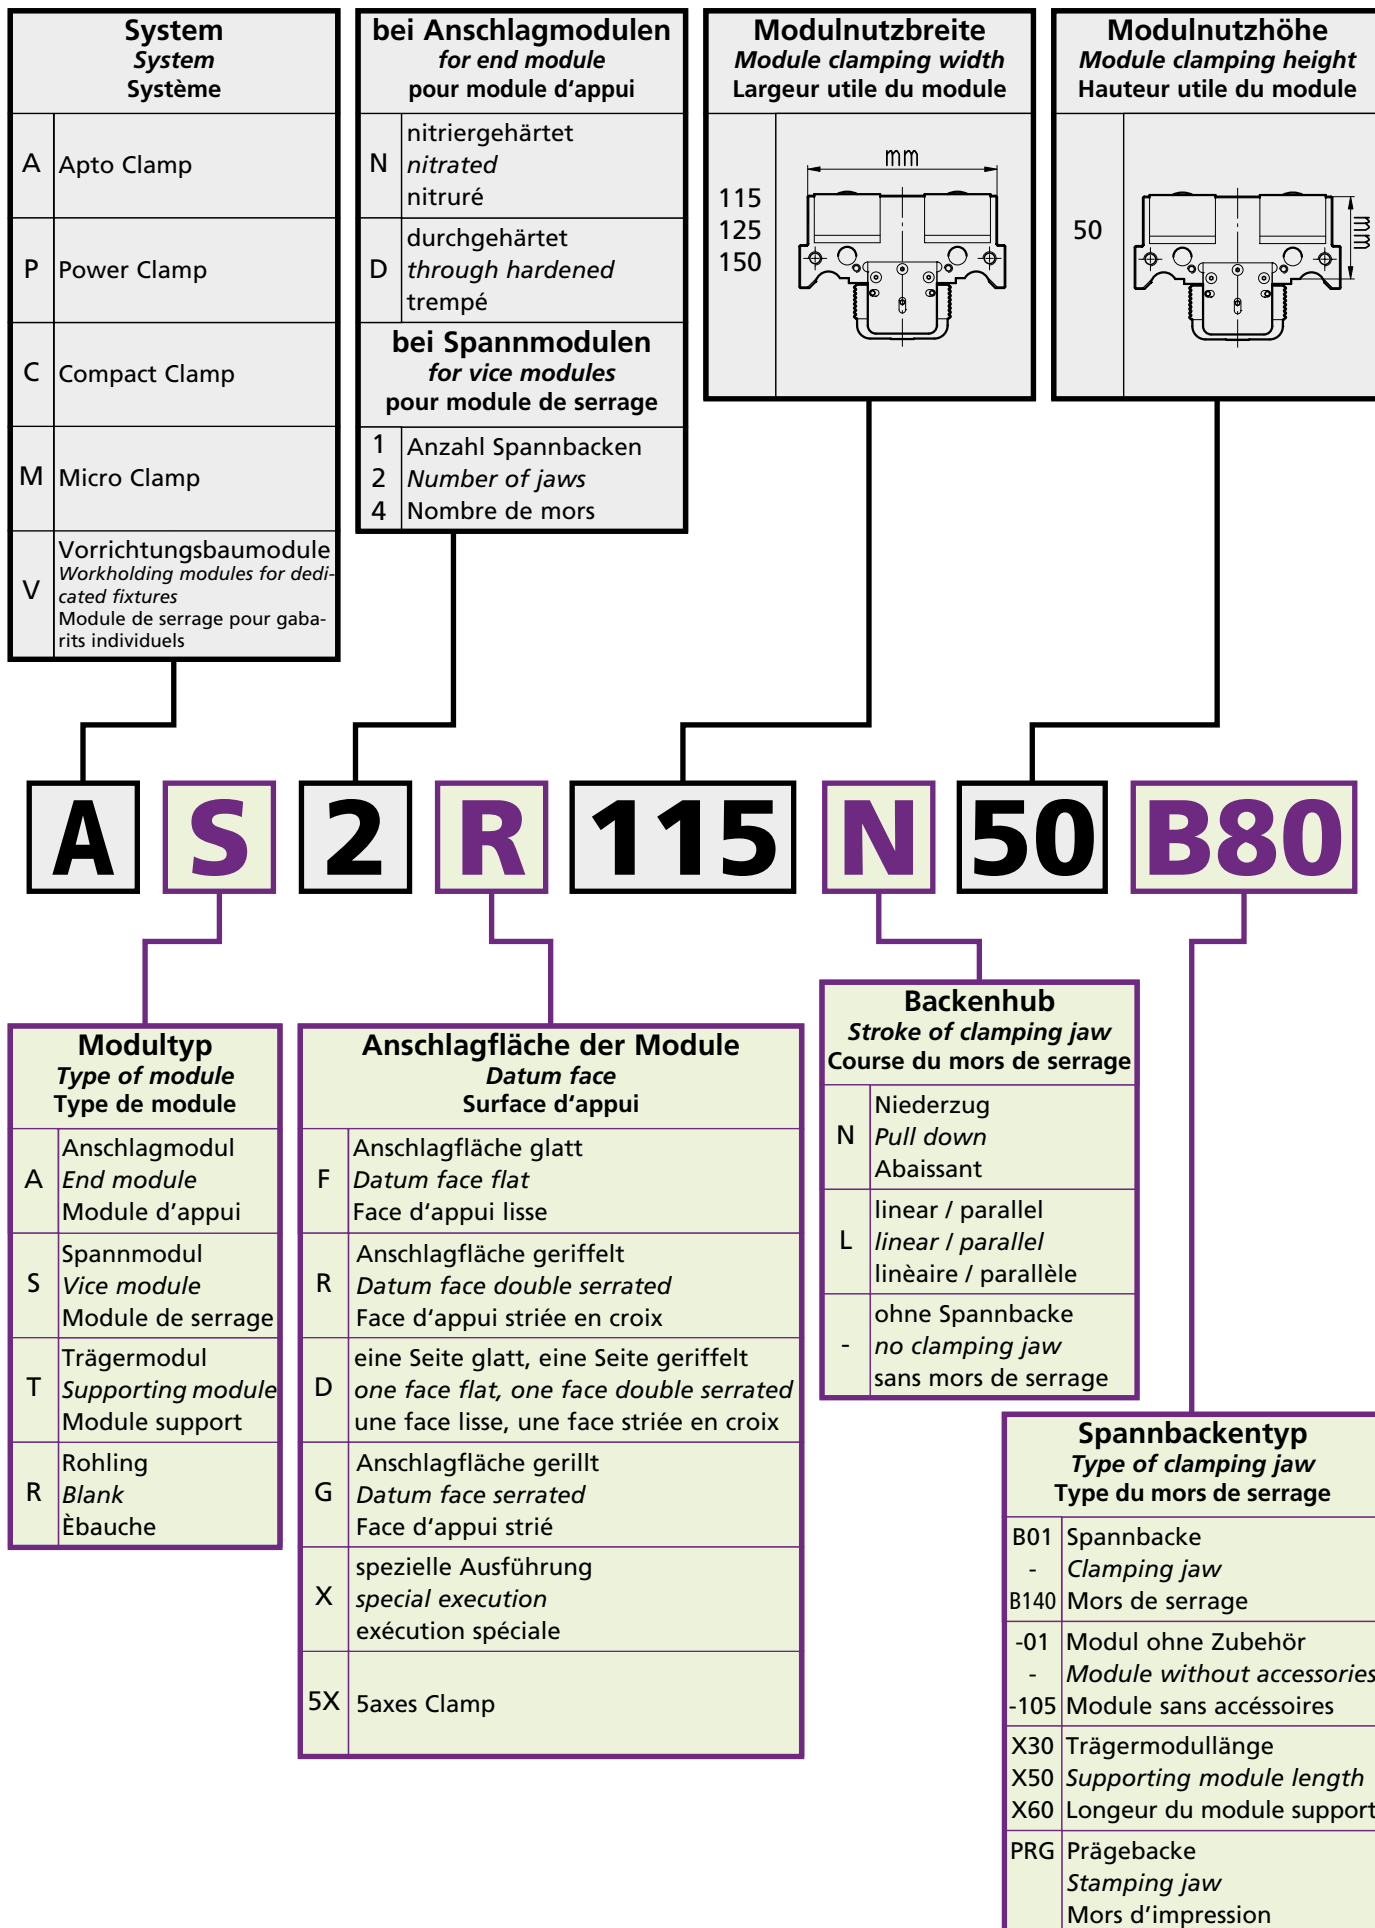 System
System
Système
A
Apto Clamp
P
Power Clamp
C
Compact Clamp
M
Micro Clamp
V
Vorrichtungsbaumodule
Workholding modules for dedi-
cated fixtures
Module de serrage pour gaba-
rits individuels
bei Anschlagmodulen
for end module
pour module d'appui
N
nitriergehärtet
nitrated
nitruré
D
durchgehärtet
through hardened
trempé
bei Spannmodulen
for vice modules
pour module de serrage
1 Anzahl Spannbacken
2 Number of jaws
4 Nombre de mors
Modulnutzbreite
Module clamping width
Largeur utile du module
115
125
150
mm
Modulnutzhöhe
Module clamping height
Hauteur utile du module
50
mm
A S 2 R 115 N 50 B80
Modultyp
Type of module
Type de module
A
Anschlagmodul
End module
Module d'appui
S
Spannmodul
Vice module
Module de serrage
T
Trägermodul
Supporting module
Module support
R
Rohling
Blank
Èbauche
Anschlagfläche der Module
Datum face
Surface d'appui
F
Anschlagfläche glatt
Datum face flat
Face d'appui lisse
R
Anschlagfläche geriffelt
Datum face double serrated
Face d'appui striée en croix
D
eine Seite glatt, eine Seite geriffelt
one face flat, one face double serrated
une face lisse, une face striée en croix
G
Anschlagfläche gerillt
Datum face serrated
Face d'appui strié
X
spezielle Ausführung
special execution
exécution spéciale
5X 5axes Clamp
Backenhub
Stroke of clamping jaw
Course du mors de serrage
N
Niederzug
Pull down
Abaissant
L
linear / parallel
linear / parallel
linèaire / parallèle
-
ohne Spannbacke
no clamping jaw
sans mors de serrage
Spannbackentyp
Type of clamping jaw
Type du mors de serrage
B01 Spannbacke
- Clamping jaw
B140 Mors de serrage
-01 Modul ohne Zubehör
- Module without accessories
-105 Module sans accéssoires
X30 Trägermodullänge
X50 Supporting module length
X60 Longeur du module support
PRG Prägebacke
Stamping jaw
Mors d'impression